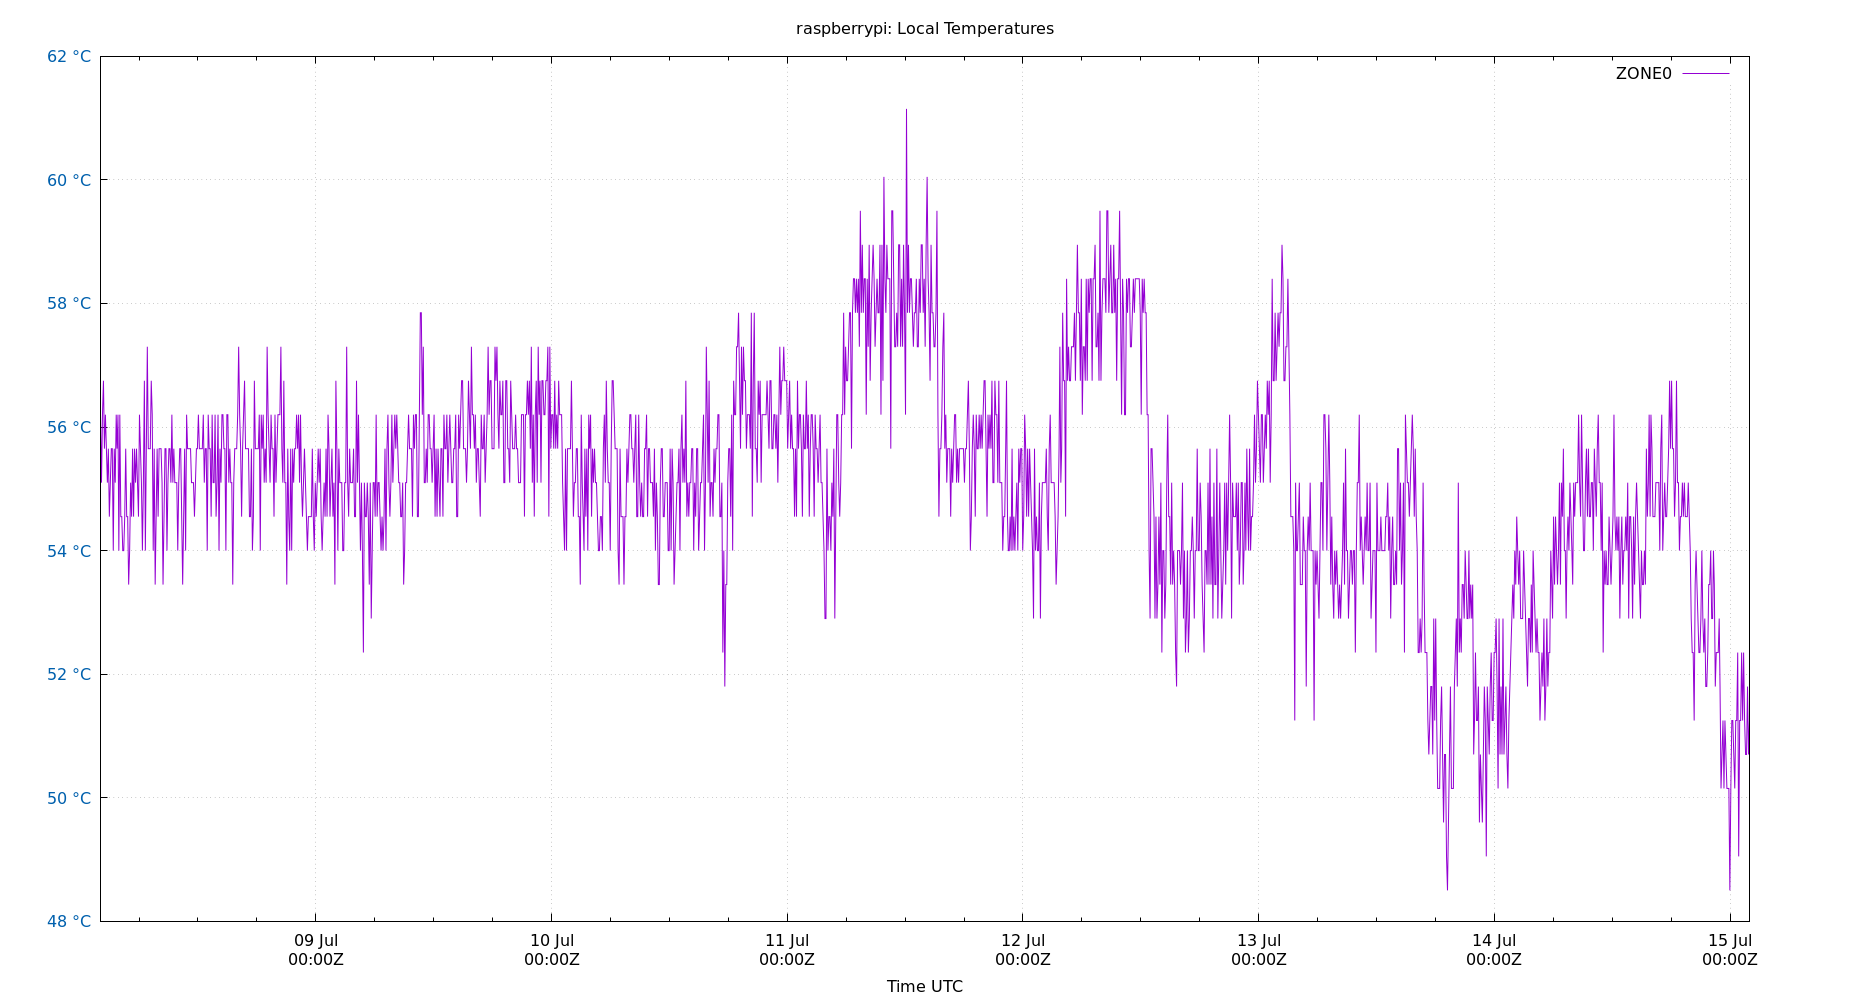 raspberrypi: Local Temperatures
62 °C
ZONE0
60 °C
58 °C
56 °C
54 °C
52 °C
50 °C
48 °C
09 Jul 10 Jul 11 Jul 12 Jul 13 Jul 14 Jul 15 Jul
00:00Z 00:00Z 00:00Z 00:00Z 00:00Z 00:00Z 00:00Z
Time UTC